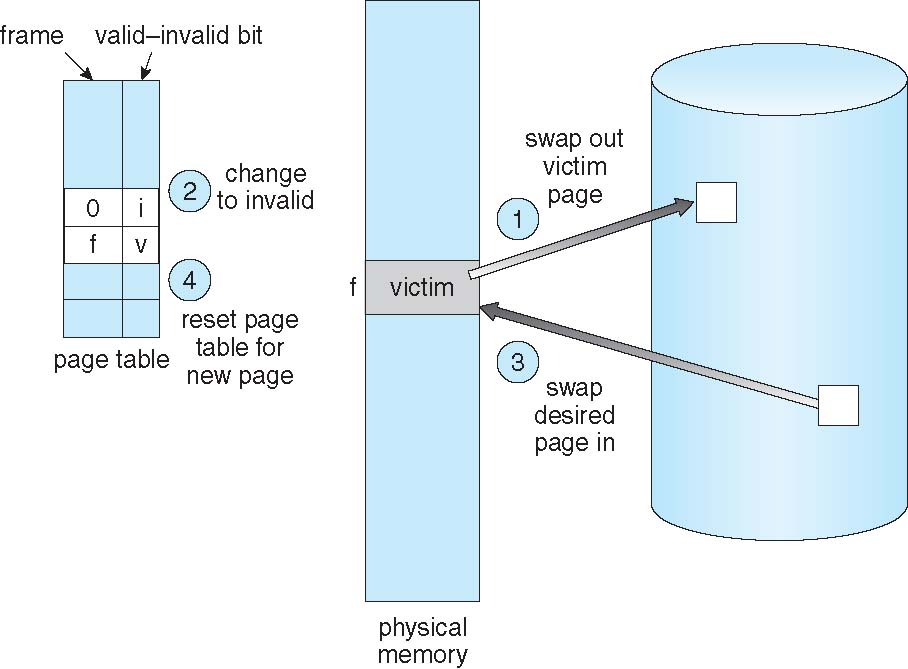 frame
valid–invalid bit
0 i
f v
2
change
to invalid
4
reset page
table for
new page
page table
f
victim
physical
memory
1
swap out
victim
page
3
swap
desired
page in